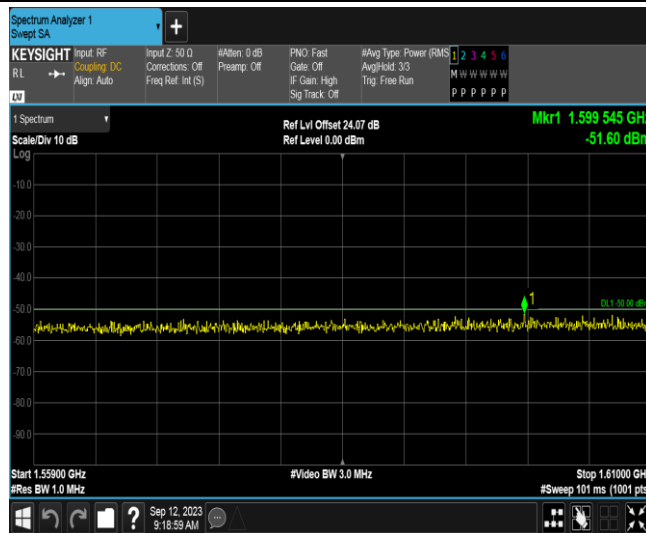 Spectrum Analyzer 1
Swept SA
+
KEYSIGHT Input: RF Input Z: 50 Ω #Atten: 0 dB PNO: Fast #Avg Type: Power (RMS 1 2 3 4 5 6
RL Coupling: DC Corrections: Off Preamp: Off Gate: Off Avg|Hold: 3/3 M W W W W W
Align: Auto Freq Ref: Int (S) IF Gain: High Trig: Free Run
Sig Track: Off P P P P P P
LXI
1 Spectrum Ref Lvl Offset 24.07 dB Mkr1 1.599 545 GHz
Scale/Div 10 dB Ref Level 0.00 dBm -51.60 dBm
Log
-10.0
-20.0
-30.0
-40.0
1
DL1 -50.00 dBm
-50.0
-60.0
-70.0
-80.0
-90.0
Start 1.55900 GHz #Video BW 3.0 MHz Stop 1.61000 GH
#Res BW 1.0 MHz #Sweep 101 ms (1001 pts
? Sep 12, 2023
9:18:59 AM